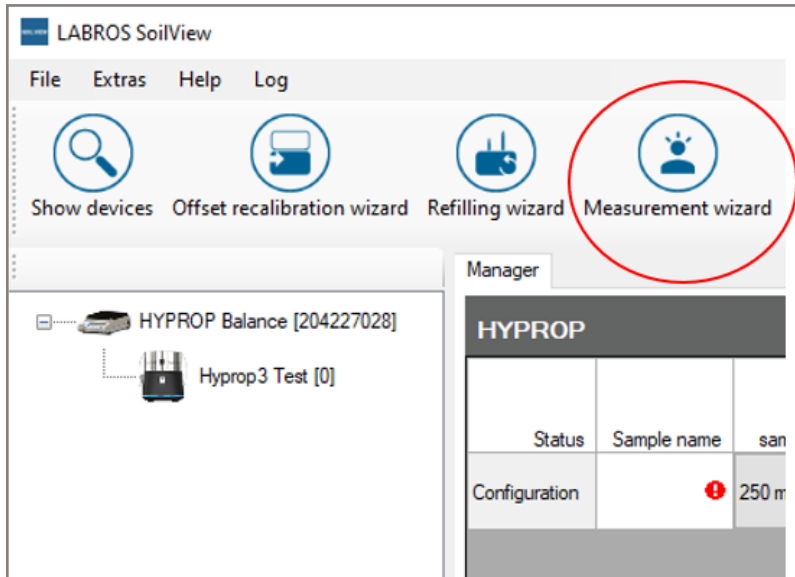 LABROS SoilView
File Extras Help Log
Show devices Offset recalibration wizard Refilling wizard Measurement wizard
Manager
HYPROP Balance [204227028]
Hyprop3 Test [0]
HYPROP
Status Sample name sam
Configuration 250 m